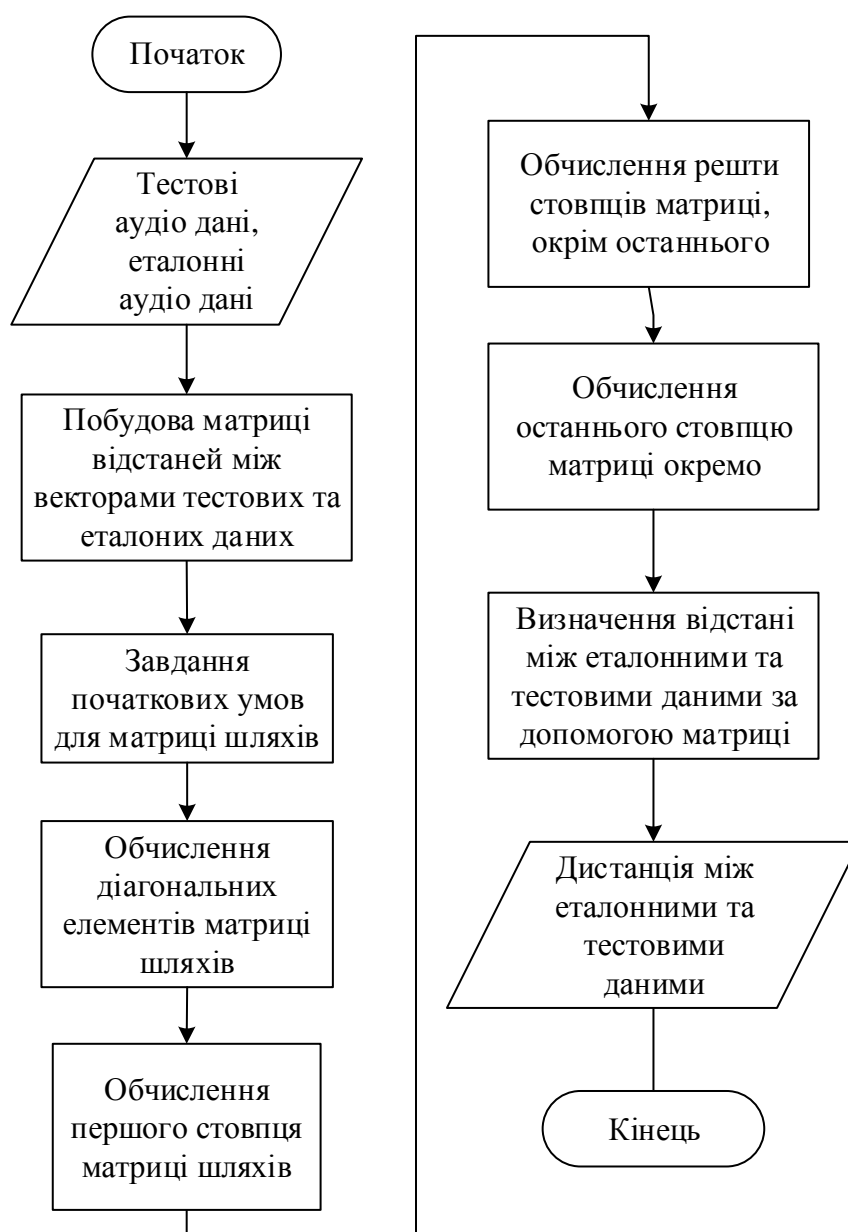 Початок
Тестові
аудіо дані,
еталонні
аудіо дані
Побудова матриці
відстаней між
векторами тестових та
еталоних даних
Завдання
початкових умов
для матриці шляхів
Обчислення
діагональних
елементів матриці
шляхів
Обчислення
першого стовпця
матриці шляхів
Обчислення решти
стовпців матриці,
окрім останнього
Обчислення
останнього стовпцю
матриці окремо
Визначення відстані
між еталонними та
тестовими даними за
допомогою матриці
Дистанція між
еталонними та
тестовими
даними
Кінець